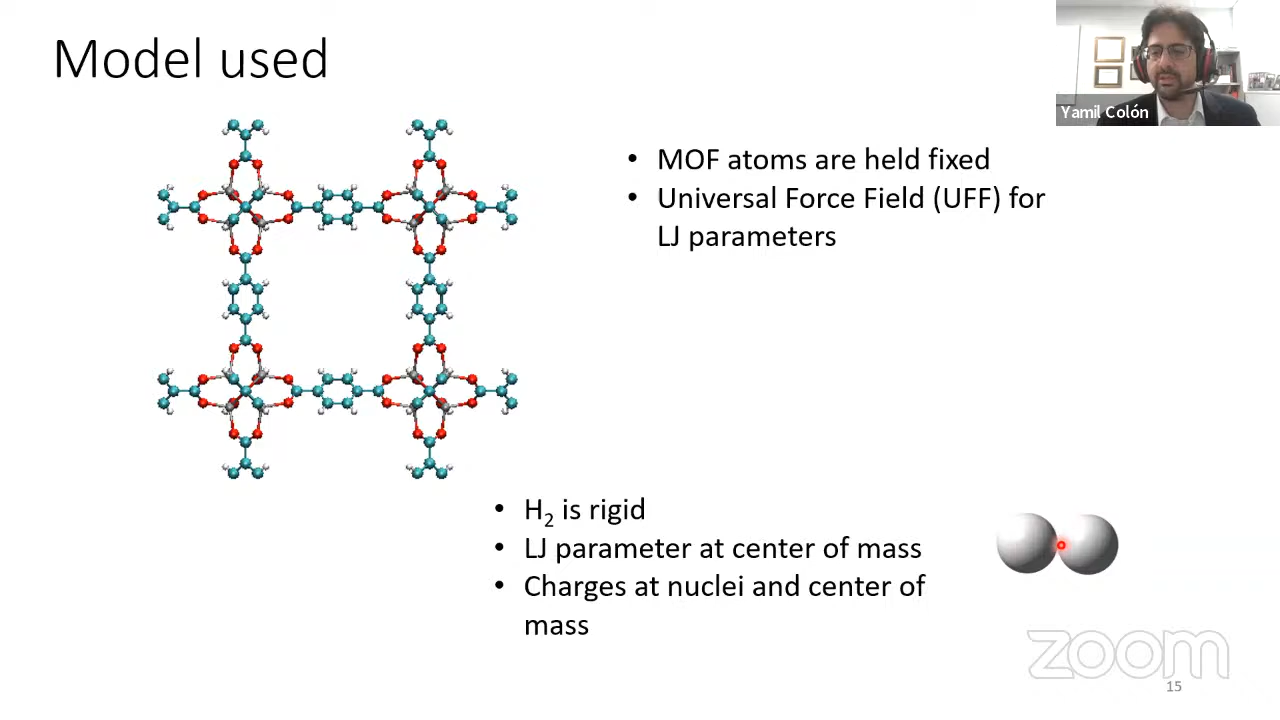 Model used
Yamil Colón
• MOF atoms are held fixed
• Universal Force Field (UFF) for
LJ parameters
• H₂ is rigid
• LJ parameter at center of mass
• Charges at nuclei and center of
mass
zoom
15